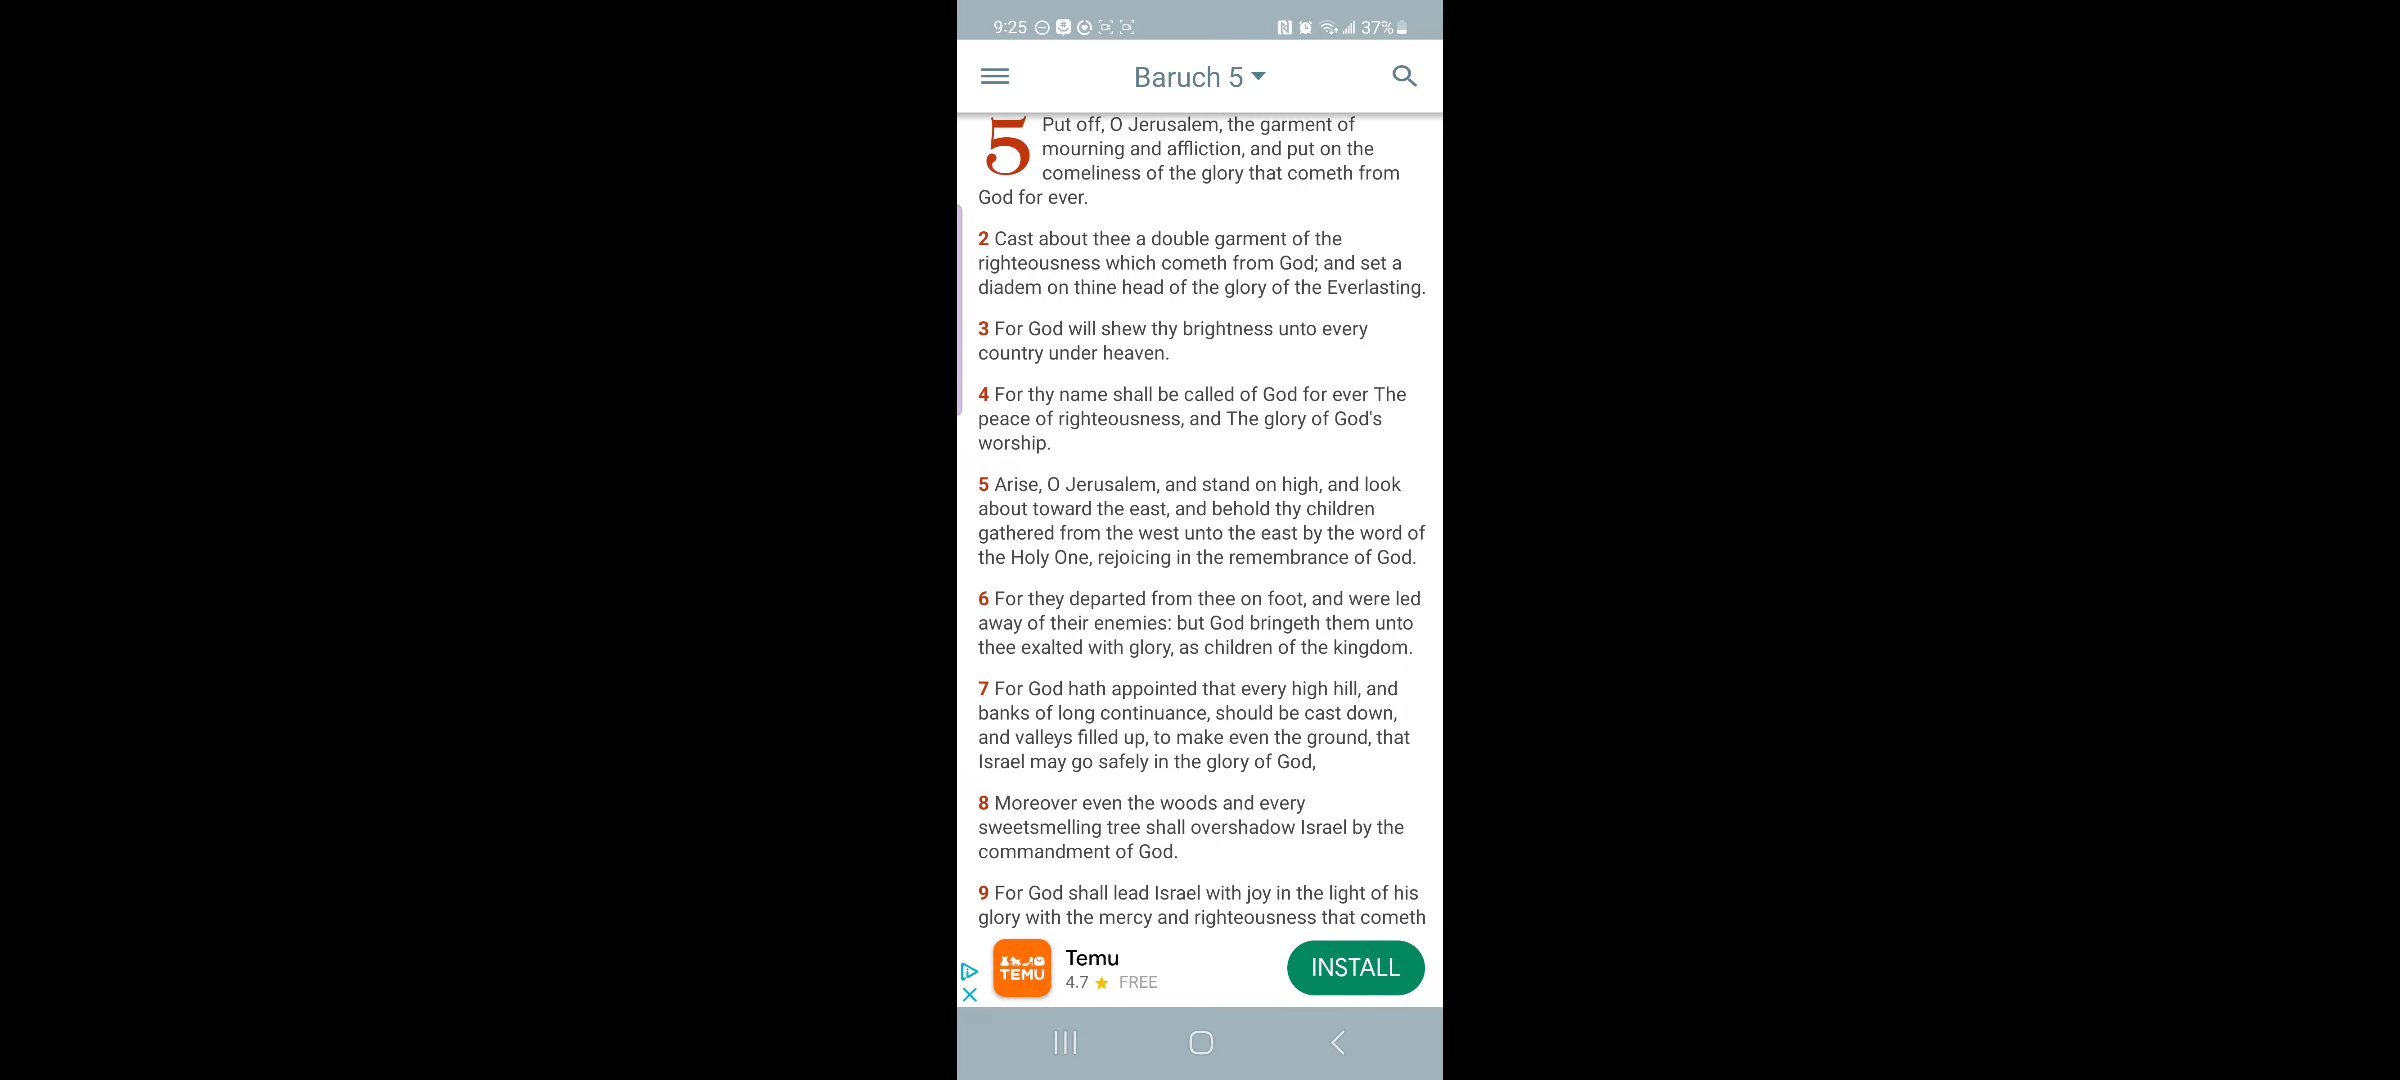 9:25 37%
Baruch 5
5 Put off, O Jerusalem, the garment of
mourning and affliction, and put on the
comeliness of the glory that cometh from
God for ever.
2 Cast about thee a double garment of the
righteousness which cometh from God; and set a
diadem on thine head of the glory of the Everlasting.
3 For God will shew thy brightness unto every
country under heaven.
4 For thy name shall be called of God for ever The
peace of righteousness, and The glory of God's
worship.
5 Arise, O Jerusalem, and stand on high, and look
about toward the east, and behold thy children
gathered from the west unto the east by the word of
the Holy One, rejoicing in the remembrance of God.
6 For they departed from thee on foot, and were led
away of their enemies: but God bringeth them unto
thee exalted with glory, as children of the kingdom.
7 For God hath appointed that every high hill, and
banks of long continuance, should be cast down,
and valleys filled up, to make even the ground, that
Israel may go safely in the glory of God,
8 Moreover even the woods and every
sweetsmelling tree shall overshadow Israel by the
commandment of God.
9 For God shall lead Israel with joy in the light of his
glory with the mercy and righteousness that cometh
TEMU
Temu
4.7 FREE
INSTALL